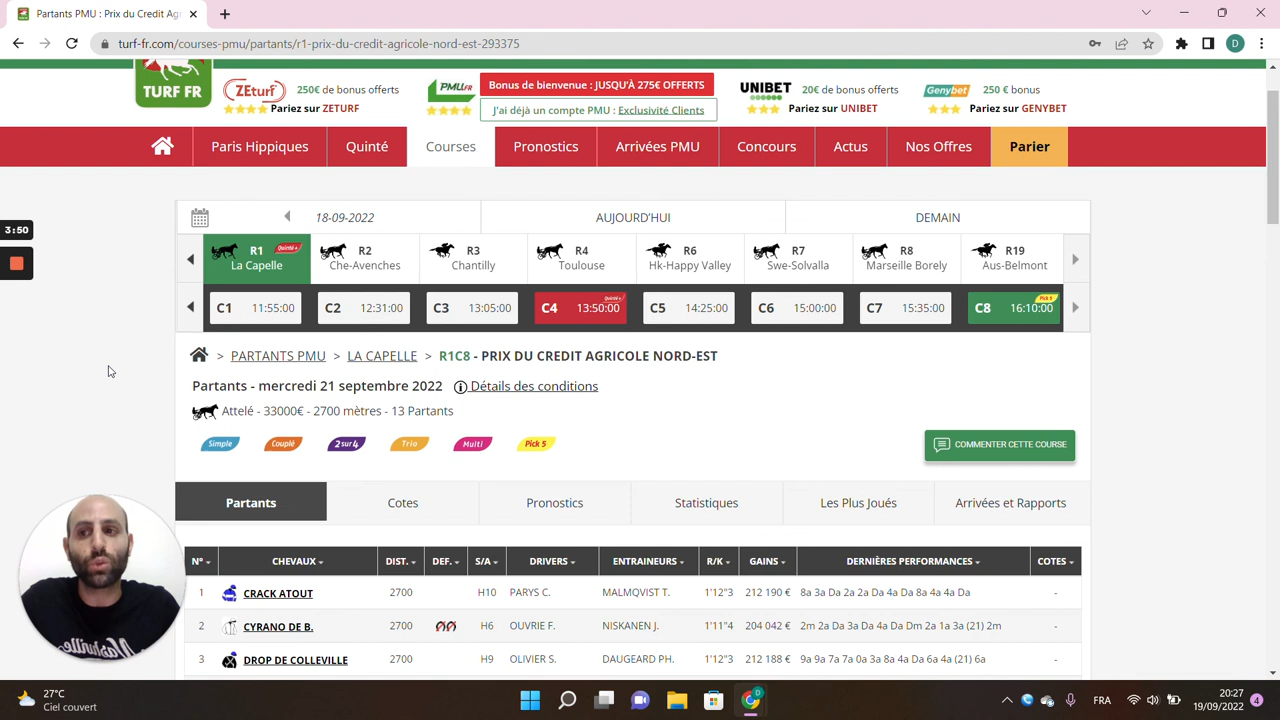 Partants PMU : Prix du Credit Ag
turf-fr.com/courses-pmu/partants/r1-prix-du-credit-agricole-nord-est-293375
D
TURF FR
ZEturf 250€ de bonus offerts
Pariez sur ZETURF
PMU.FR
Bonus de bienvenue : JUSQU'À 275€ OFFERTS
J'ai déjà un compte PMU : Exclusivité Clients
UNIBET 20€ de bonus offerts
Pariez sur UNIBET
Genybet 250 € bonus
Pariez sur GENYBET
Paris Hippiques Quinté Courses Pronostics Arrivées PMU Concours Actus Nos Offres Parier
18-09-2022 AUJOURD'HUI DEMAIN
3:50
R1 Quinté+ R2 R3 R4 R6 R7 R8 R19
La Capelle Che-Avenches Chantilly Toulouse Hk-Happy Valley Swe-Solvalla Marseille Borely Aus-Belmont
C1 11:55:00 C2 12:31:00 C3 13:05:00 C4 13:50:00 Quinté+ C5 14:25:00 C6 15:00:00 C7 15:35:00 C8 16:10:00 Pick 5
> PARTANTS PMU > LA CAPELLE > R1C8 - PRIX DU CREDIT AGRICOLE NORD-EST
Partants - mercredi 21 septembre 2022 Détails des conditions
Attelé - 33000€ - 2700 mètres - 13 Partants
Simple Couplé 2 sur 4 Trio Multi Pick 5
COMMENTER CETTE COURSE
Partants Cotes Pronostics Statistiques Les Plus Joués Arrivées et Rapports
N° CHEVAUX DIST. DEF. S/A DRIVERS ENTRAINEURS R/K GAINS DERNIÈRES PERFORMANCES COTES
1 CRACK ATOUT 2700 H10 PARYS C. MALMQVIST T. 1'12"3 212 190 € 8a 3a Da 2a 2a Da 4a Da 8a 4a 4a Da -
2 CYRANO DE B. 2700 H6 OUVRIE F. NISKANEN J. 1'11"4 204 042 € 2m 2a Da 3a Da 4a Da Dm 2a 1a 3a (21) 2m -
3 DROP DE COLLEVILLE 2700 H9 OLIVIER S. DAUGEARD PH. 1'12"3 212 188 € 9a 9a 7a 7a 0a 3a 8a 4a Da 6a 4a (21) 6a -
Nashville
27°C
Ciel couvert
D
FRA
20:27
19/09/2022
4